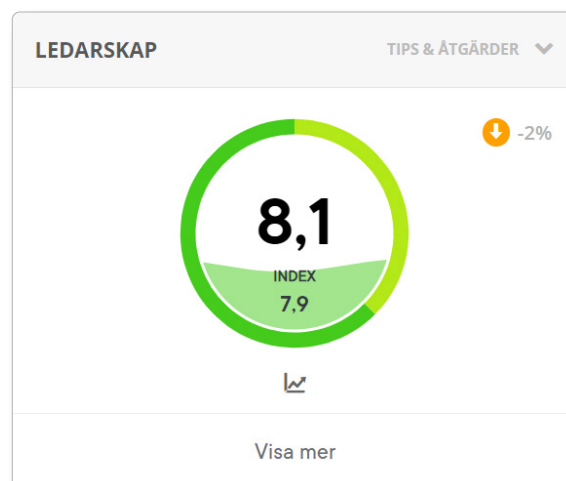 LEDARSKAP
TIPS & ÅTGÄRDER
-2%
8,1
INDEX
7,9
Visa mer